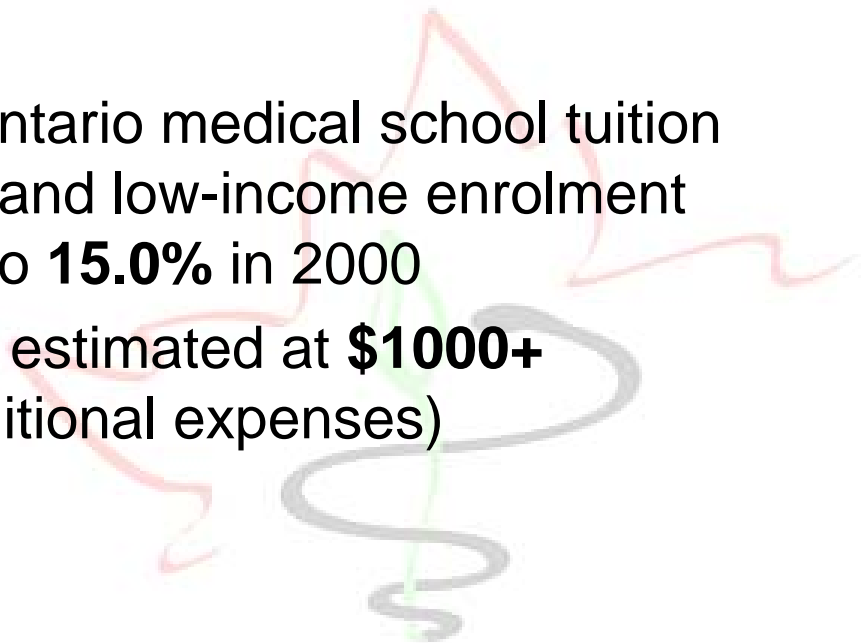 ntario medical school tuition
and low-income enrolment
o 15.0% in 2000
estimated at $1000+
itional expenses)